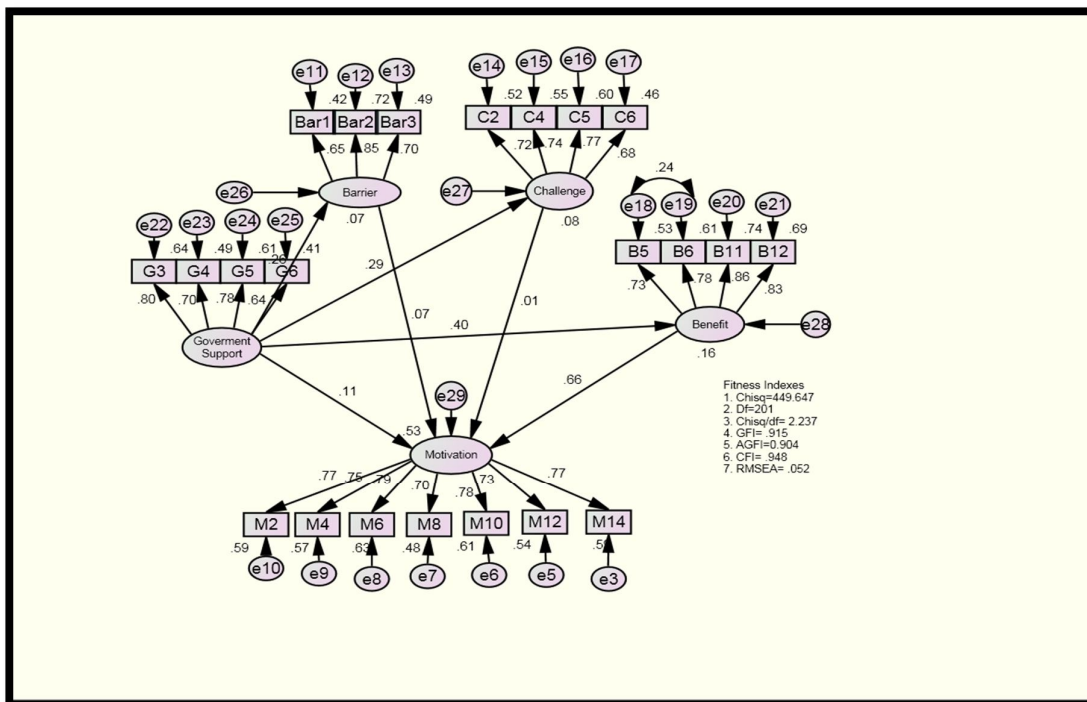 e11 e12 e13
.42 .72 .49
Bar1 Bar2 Bar3
.65 .85 .70
e26
Barrier
.07
e14 e15 e16 e17
.52 .55 .60 .46
C2 C4 C5 C6
.72 .74 .77 .68
e27
Challenge
.08
.24
e18 e19 e20 e21
.53 .61 .74 .69
B5 B6 B11 B12
.73 .78 .86 .83
Benefit
e28
.16
e22 e23 e24 e25
.64 .49 .61 .41
G3 G4 G5 G6
.80 .70 .78 .64
Goverment
Support
.29
.07
.01
.40
.11
.66
e29
.53
Motivation
.77 .75 .79 .70 .78 .73 .77
M2 M4 M6 M8 M10 M12 M14
.59 .57 .63 .48 .61 .54
e10 e9 e8 e7 e6 e5 e3
Fitness Indexes
1. Chisq=449.647
2. Df=201
3. Chisq/df= 2.237
4. GFI= .915
5. AGFI=0.904
6. CFI= .948
7. RMSEA= .052